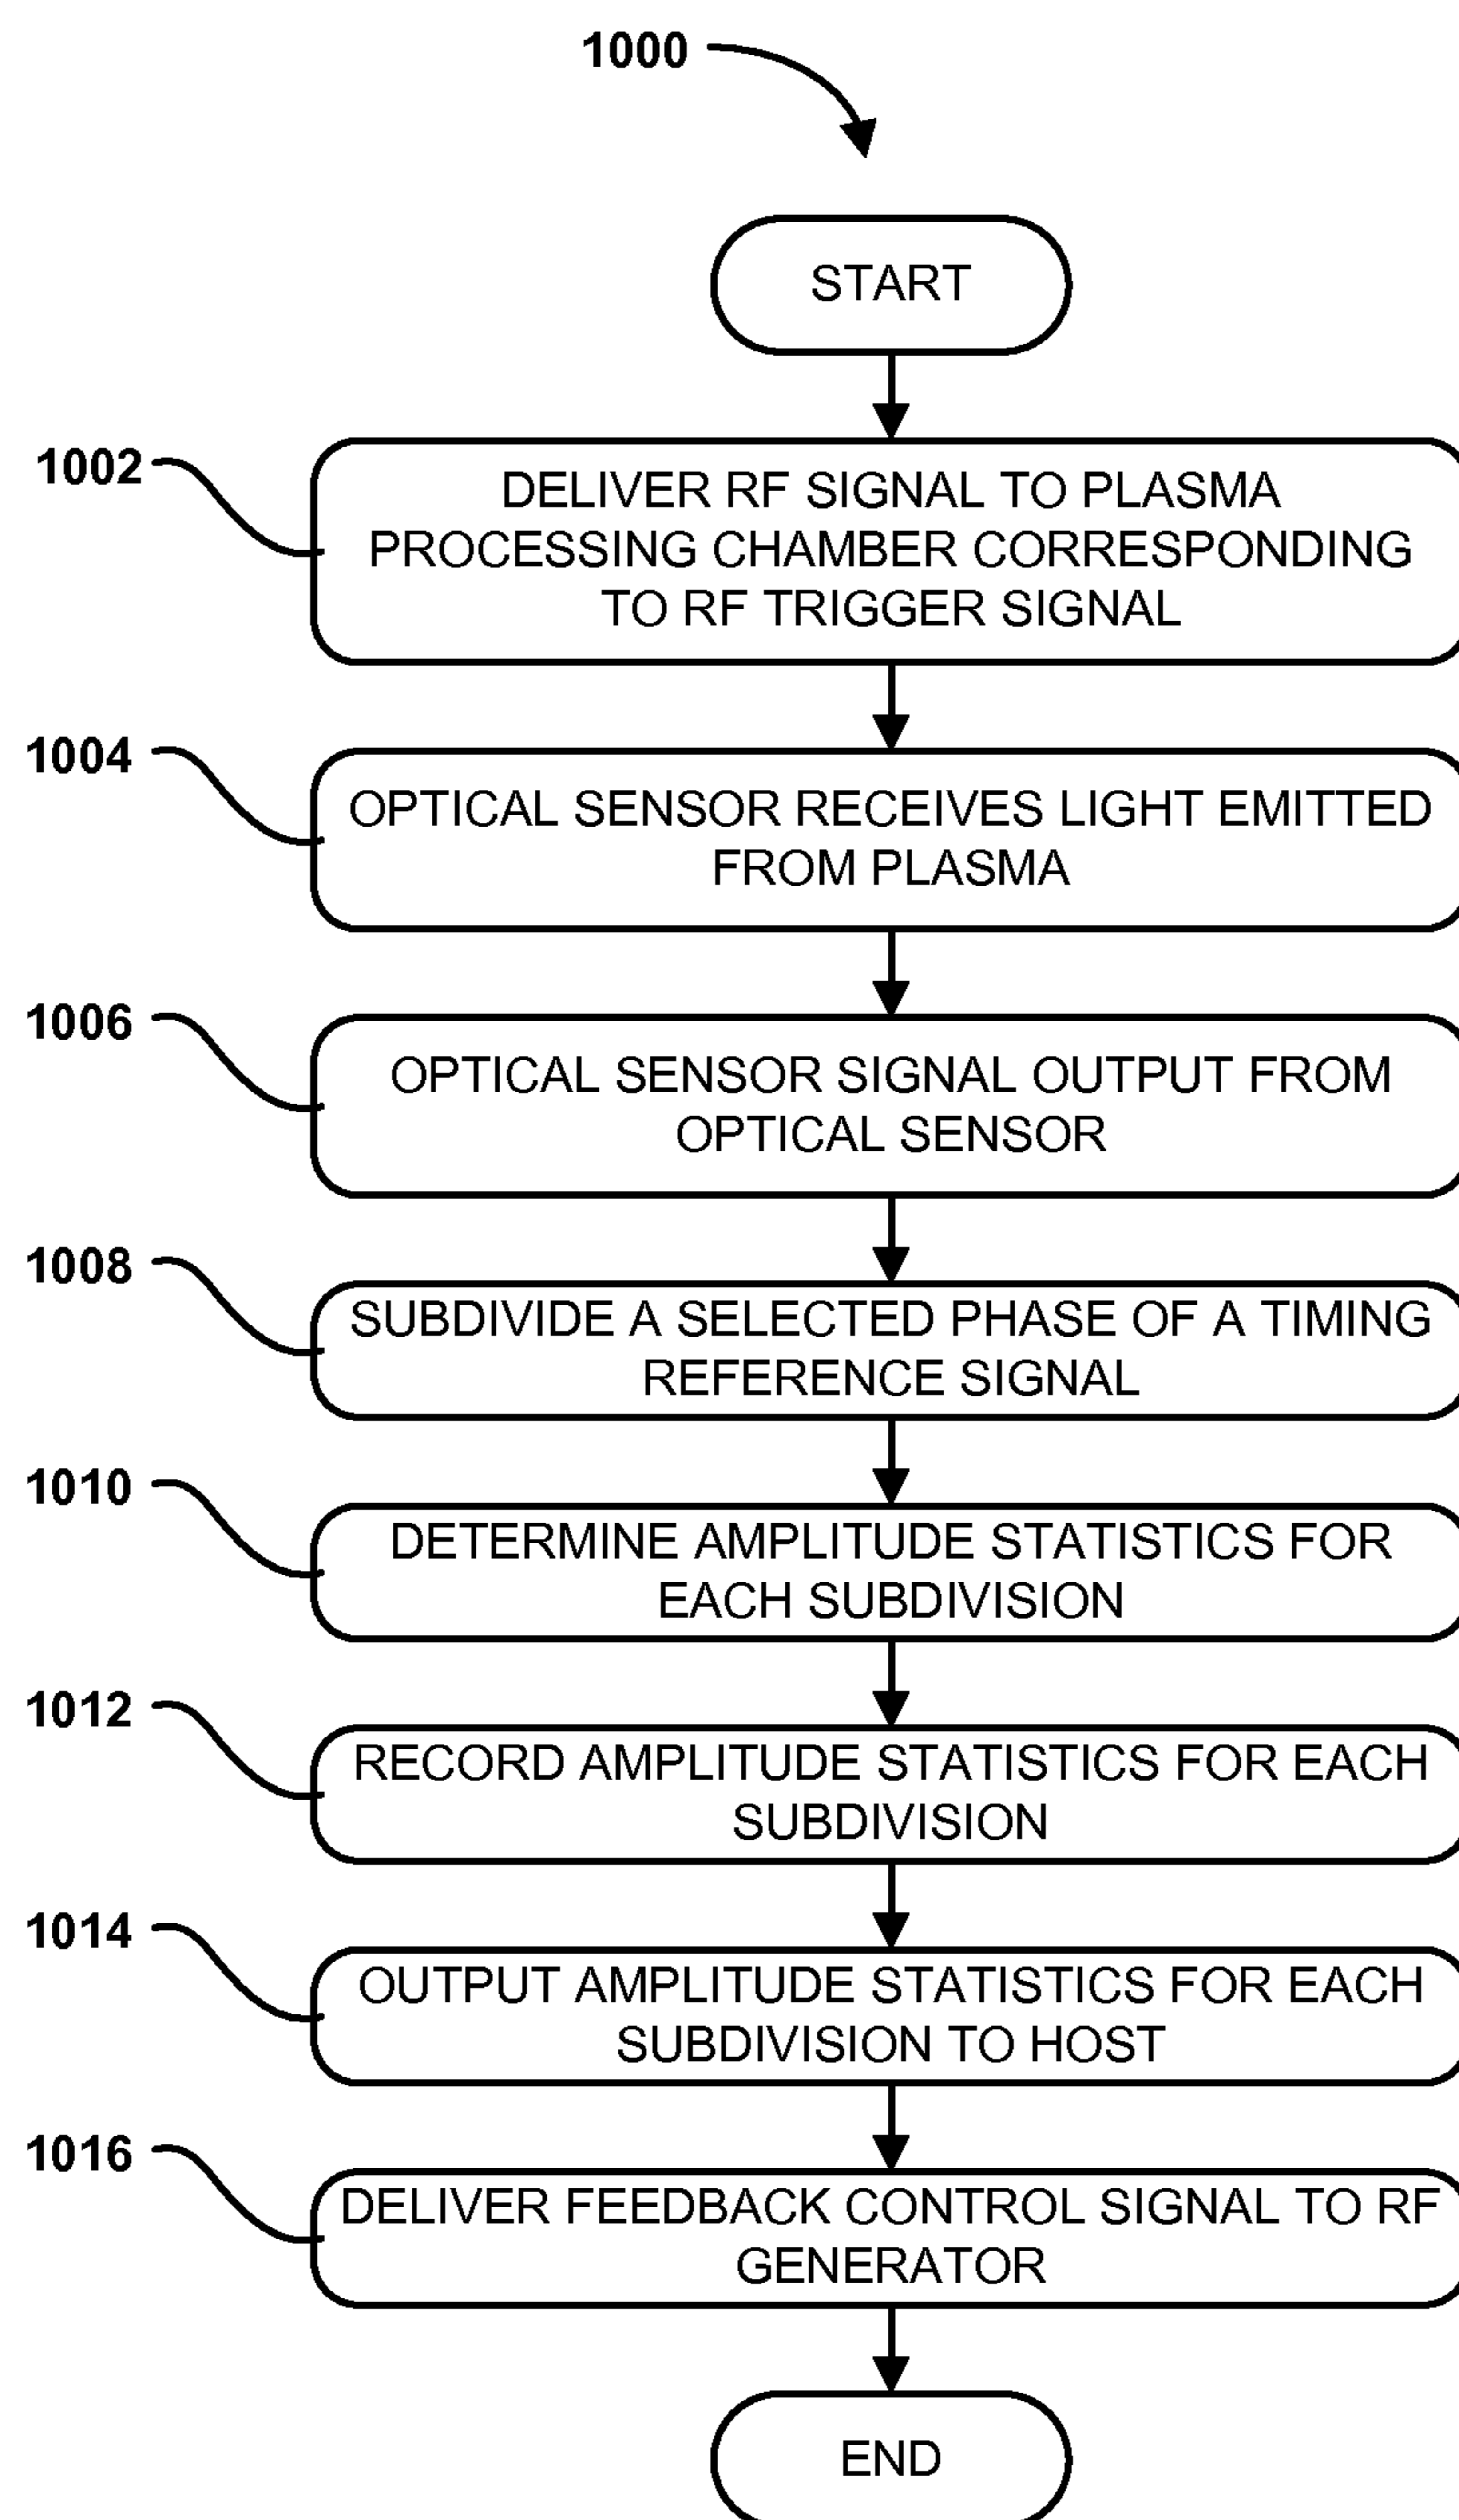 1000
START
1002
DELIVER RF SIGNAL TO PLASMA
PROCESSING CHAMBER CORRESPONDING
TO RF TRIGGER SIGNAL
1004
OPTICAL SENSOR RECEIVES LIGHT EMITTED
FROM PLASMA
1006
OPTICAL SENSOR SIGNAL OUTPUT FROM
OPTICAL SENSOR
1008
SUBDIVIDE A SELECTED PHASE OF A TIMING
REFERENCE SIGNAL
1010
DETERMINE AMPLITUDE STATISTICS FOR
EACH SUBDIVISION
1012
RECORD AMPLITUDE STATISTICS FOR EACH
SUBDIVISION
1014
OUTPUT AMPLITUDE STATISTICS FOR EACH
SUBDIVISION TO HOST
1016
DELIVER FEEDBACK CONTROL SIGNAL TO RF
GENERATOR
END